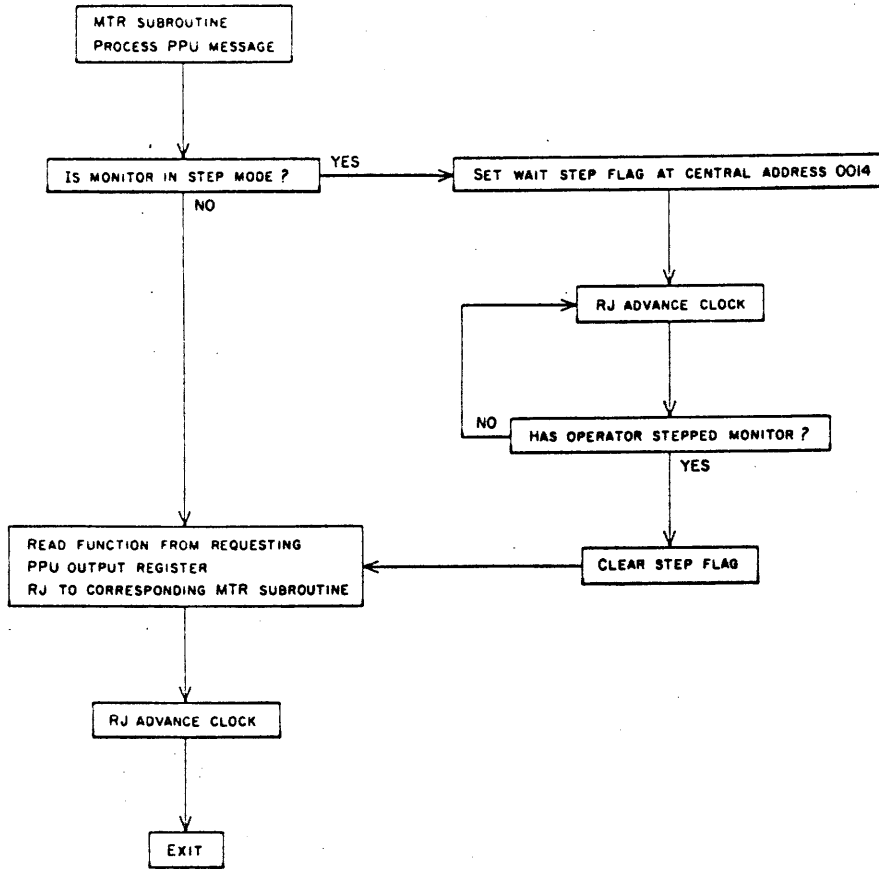 MTR SUBROUTINE
PROCESS PPU MESSAGE
IS MONITOR IN STEP MODE ?
YES
SET WAIT STEP FLAG AT CENTRAL ADDRESS 0014
NO
RJ ADVANCE CLOCK
NO
HAS OPERATOR STEPPED MONITOR ?
YES
READ FUNCTION FROM REQUESTING
PPU OUTPUT REGISTER
RJ TO CORRESPONDING MTR SUBROUTINE
CLEAR STEP FLAG
RJ ADVANCE CLOCK
EXIT